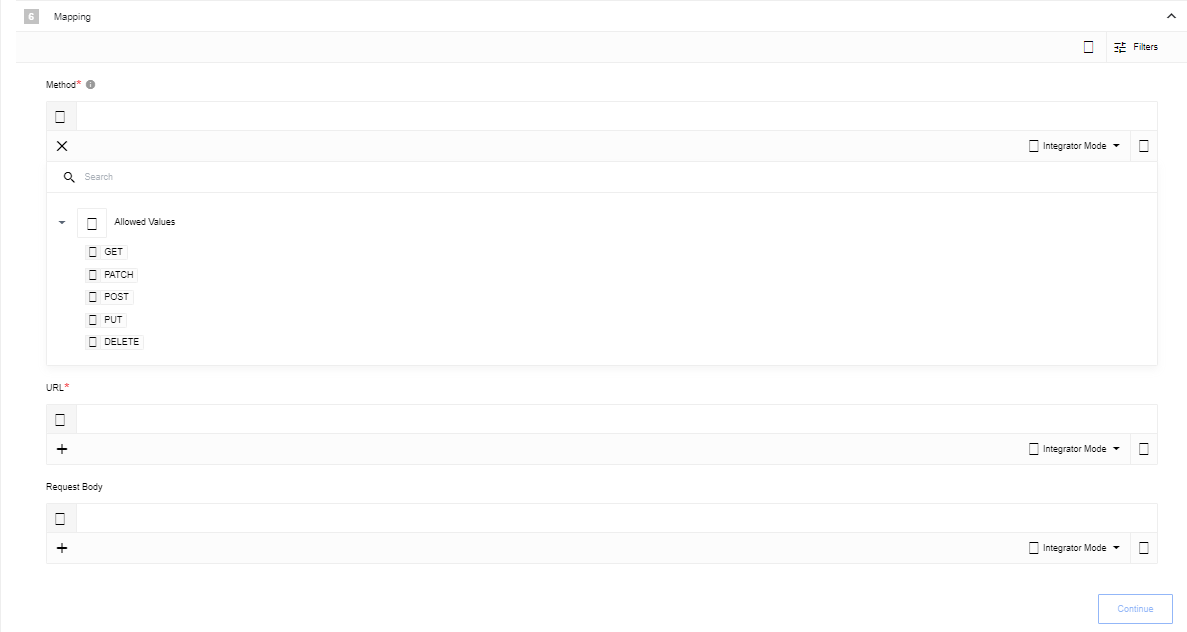 6 Mapping
Filters
Method*
Integrator Mode
Search
Allowed Values
GET
PATCH
POST
PUT
DELETE
URL*
Integrator Mode
Request Body
Integrator Mode
Continue